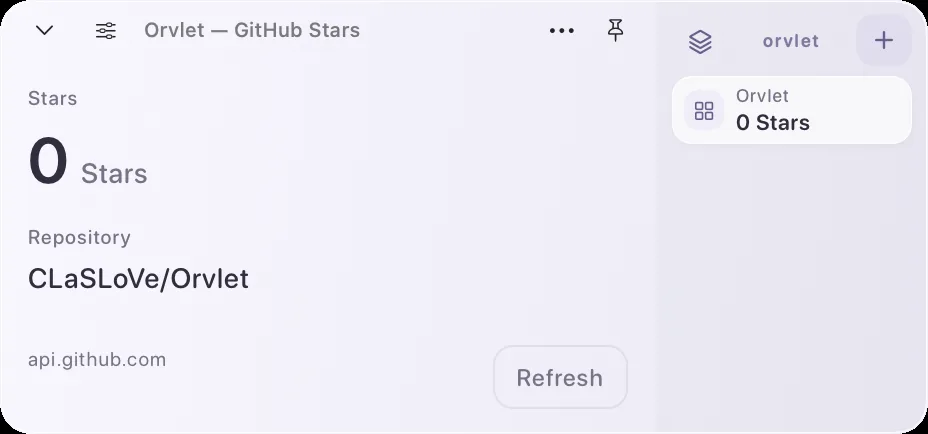 Orvlet — GitHub Stars
Stars
0 Stars
Repository
CLaSLoVe/Orvlet
api.github.com
Refresh
orvlet
Orvlet
0 Stars